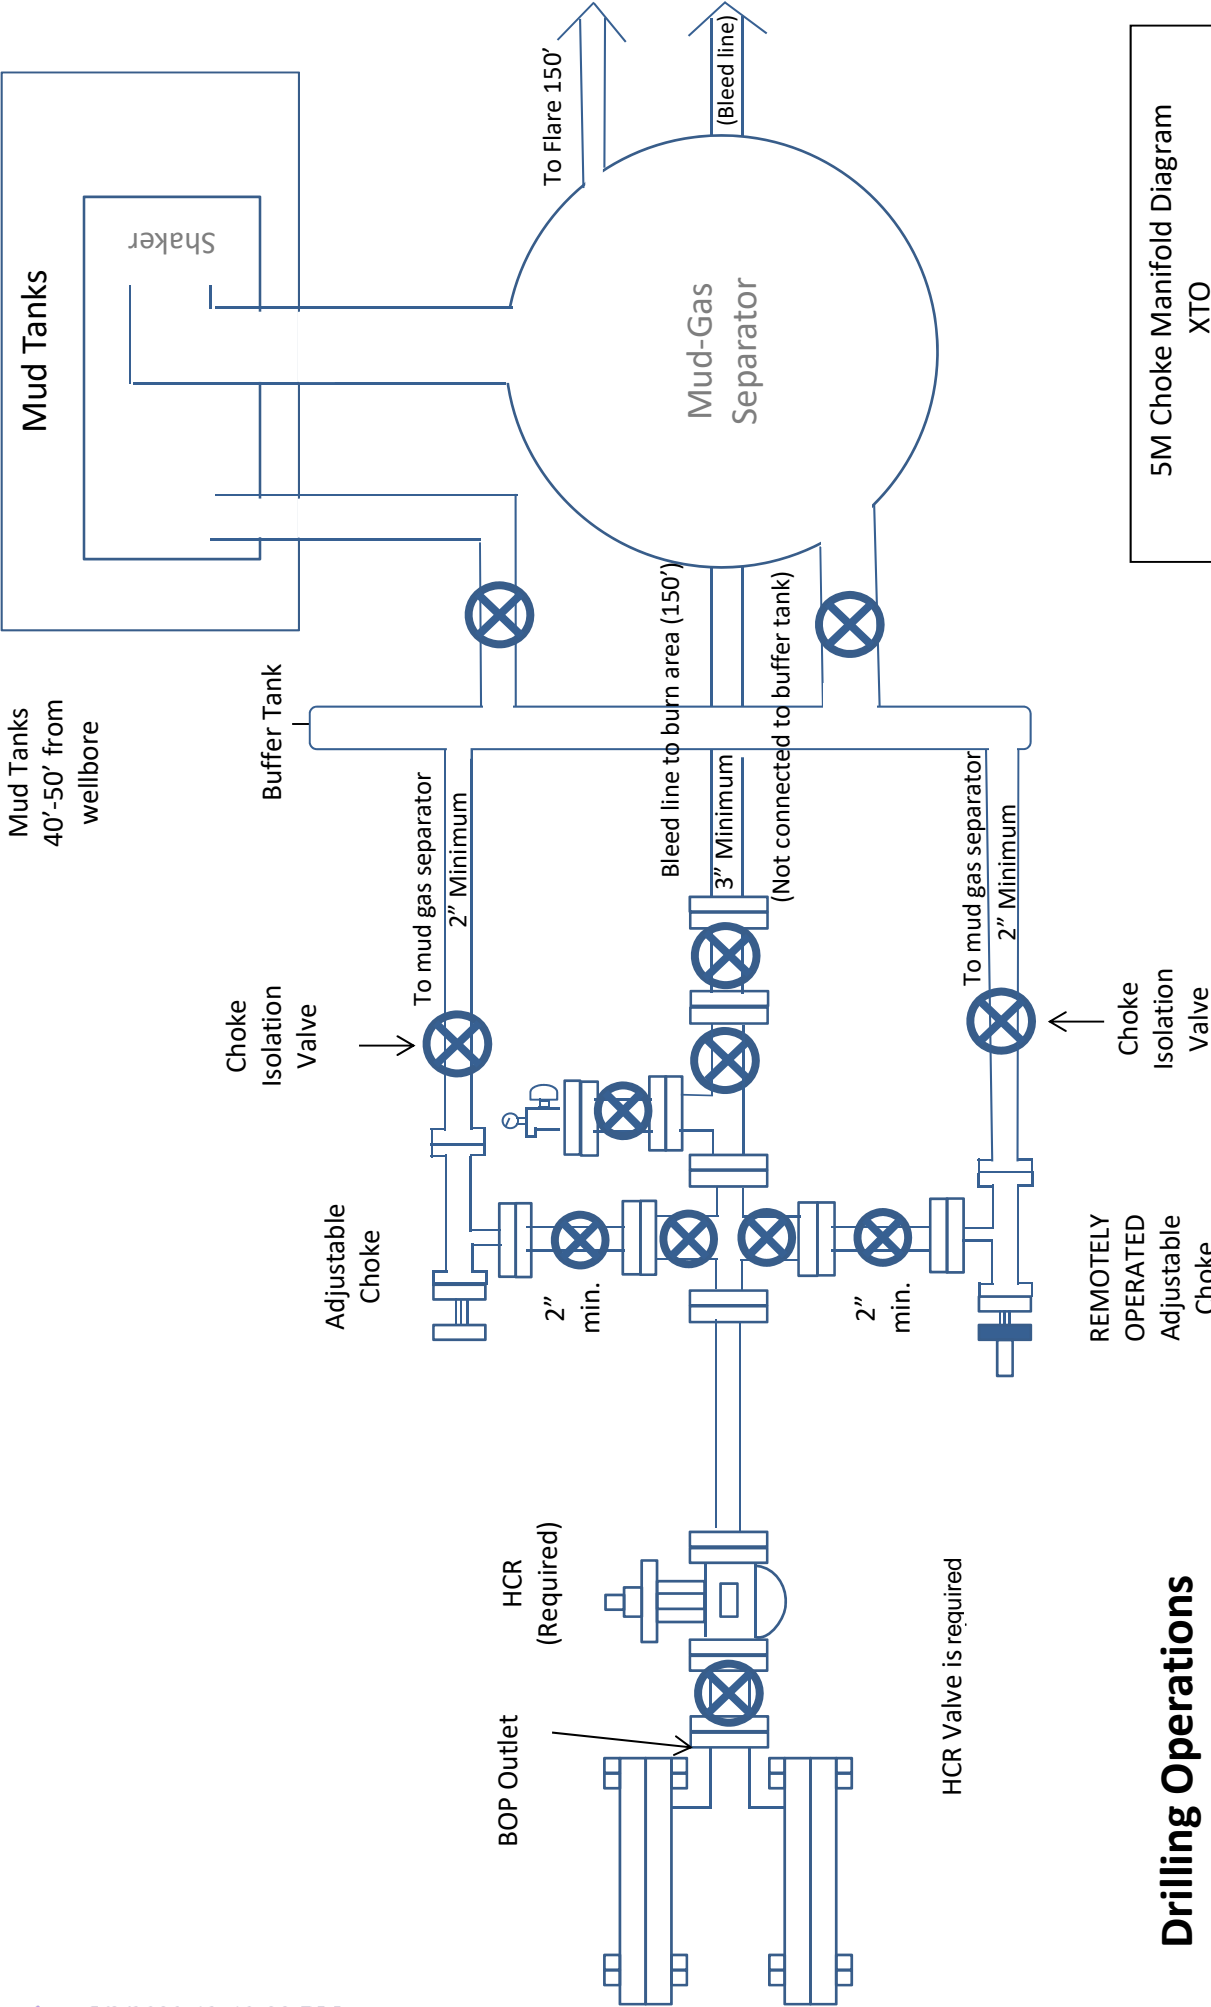 Mud Tanks
40’-50’ from
wellbore
Mud Tanks
Shaker
Buffer Tank
Choke
Isolation
Valve
Adjustable
Choke
To mud gas separator
2” Minimum
To Flare 150’
(Bleed line)
Mud-Gas
Separator
HCR
(Required)
BOP Outlet
2”
min.
Bleed line to burn area (150’)
3” Minimum
(Not connected to buffer tank)
2”
min.
To mud gas separator
2” Minimum
HCR Valve is required
REMOTELY
OPERATED
Adjustable
Choke
Choke
Isolation
Valve
Drilling Operations
5M Choke Manifold Diagram
XTO